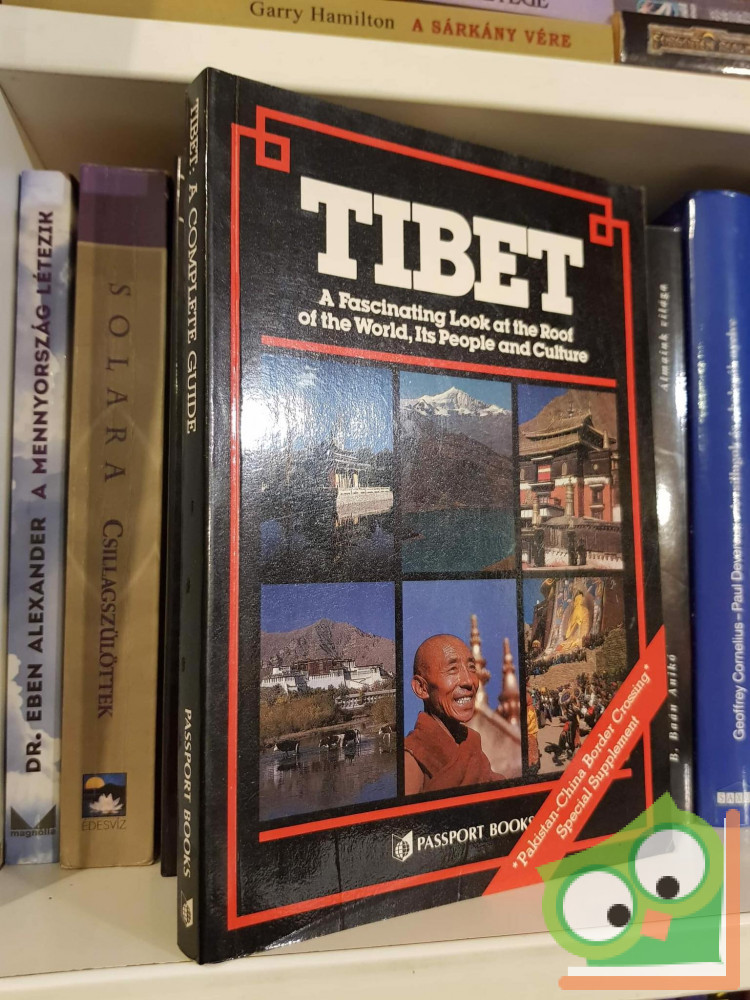 Garry Hamilton A SÁRKÁNY VÉRE
DR. EBEN ALEXANDER A MENNYORSZÁG LÉTEZIK
magnólia
SOLARA CSILLAGSZÜLÖTTEK
ÉDESVÍZ
TIBET: A COMPLETE GUIDE
PASSPORT BOOKS
TIBET
A Fascinating Look at the Roof
of the World, Its People and Culture
PASSPORT BOOKS
*Pakistan-China Border Crossing*
Special Supplement
B. Baán Anikó Álmaink világa
Geoffrey Cornelius – Paul Devereux